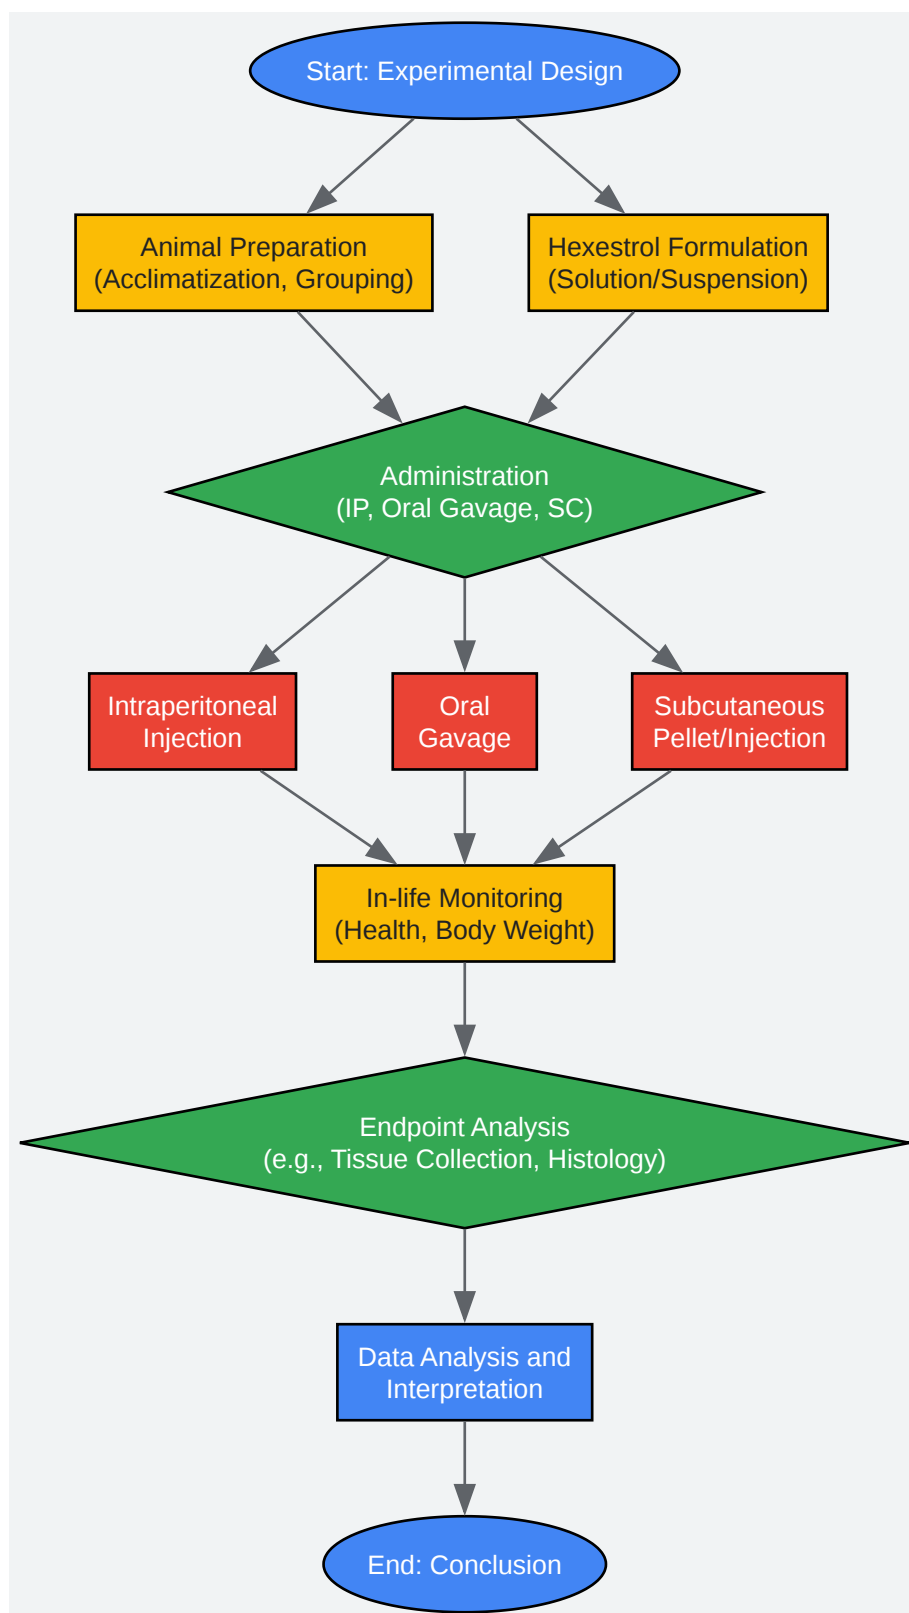 Start: Experimental Design
Animal Preparation
(Acclimatization, Grouping)
Hexestrol Formulation
(Solution/Suspension)
Administration
(IP, Oral Gavage, SC)
Intraperitoneal
Injection
Oral
Gavage
Subcutaneous
Pellet/Injection
In-life Monitoring
(Health, Body Weight)
Endpoint Analysis
(e.g., Tissue Collection, Histology)
Data Analysis and
Interpretation
End: Conclusion